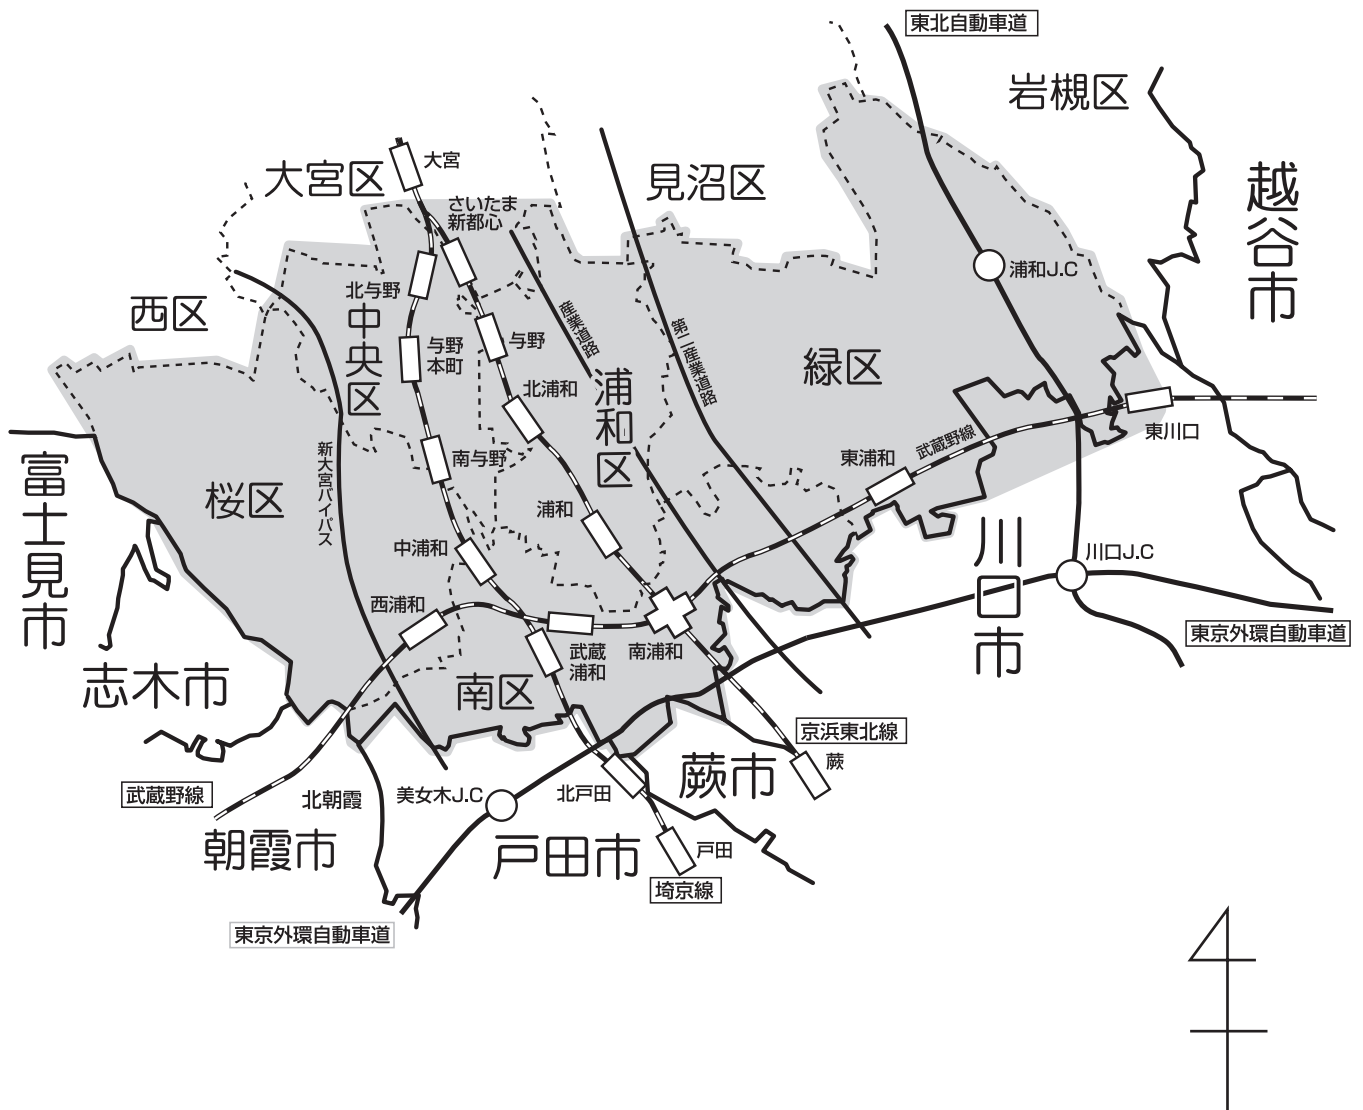 東北自動車道
岩槻区
大宮区
大宮
さいたま
新都心
見沼区
越谷市
浦和J.C
西区
北与野
中央区
与野
本町
与野
産業道路
第二産業道路
緑区
浦和区
北浦和
東川口
武蔵野線
東浦和
南与野
新大宮バイパス
富士見市
桜区
浦和
中浦和
川口市
川口J.C
西浦和
東京外環自動車道
武蔵
浦和
南浦和
志木市
南区
京浜東北線
蕨市
蕨
武蔵野線
北朝霞
美女木J.C
北戸田
朝霞市
戸田市
戸田
埼京線
東京外環自動車道